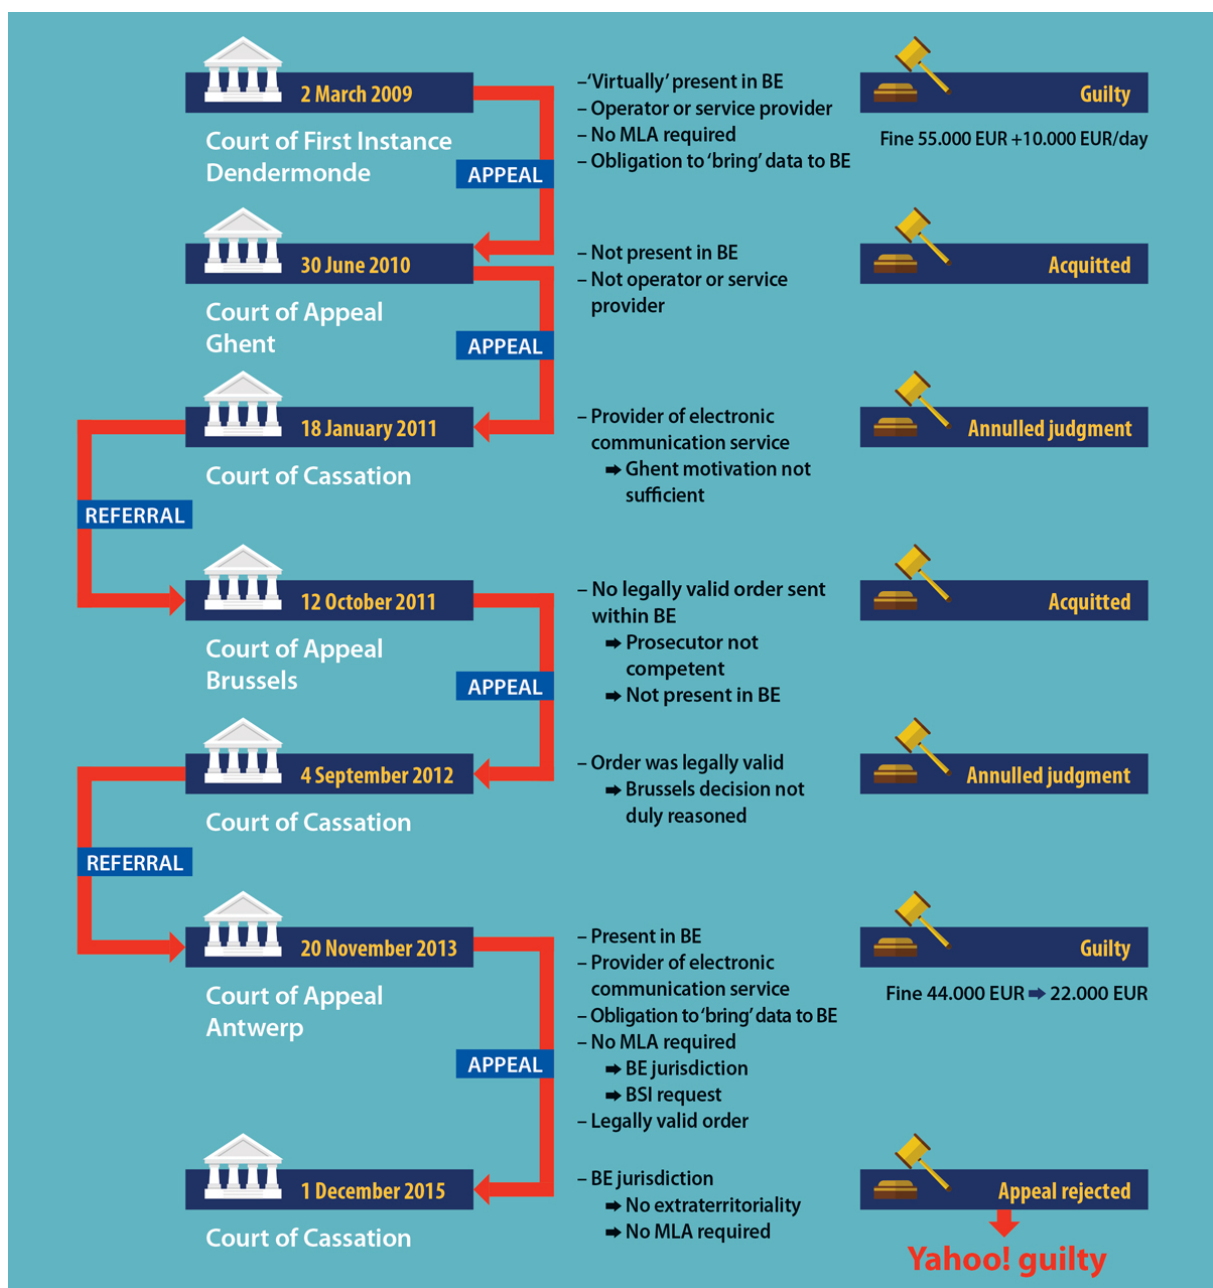 2 March 2009
Court of First Instance
Dendermonde
–‘Virtually’ present in BE
– Operator or service provider
– No MLA required
– Obligation to ‘bring’ data to BE
Guilty
Fine 55.000 EUR +10.000 EUR/day
APPEAL
30 June 2010
Court of Appeal
Ghent
– Not present in BE
– Not operator or service
provider
Acquitted
APPEAL
18 January 2011
Court of Cassation
– Provider of electronic
communication service
➡ Ghent motivation not
sufficient
Annulled judgment
REFERRAL
12 October 2011
Court of Appeal
Brussels
– No legally valid order sent
within BE
➡ Prosecutor not
competent
➡ Not present in BE
Acquitted
APPEAL
4 September 2012
Court of Cassation
– Order was legally valid
➡ Brussels decision not
duly reasoned
Annulled judgment
REFERRAL
20 November 2013
Court of Appeal
Antwerp
– Present in BE
– Provider of electronic
communication service
– Obligation to ‘bring’ data to BE
– No MLA required
➡ BE jurisdiction
➡ BSI request
– Legally valid order
Guilty
Fine 44.000 EUR ➡ 22.000 EUR
APPEAL
1 December 2015
Court of Cassation
– BE jurisdiction
➡ No extraterritoriality
➡ No MLA required
Appeal rejected
Yahoo! guilty